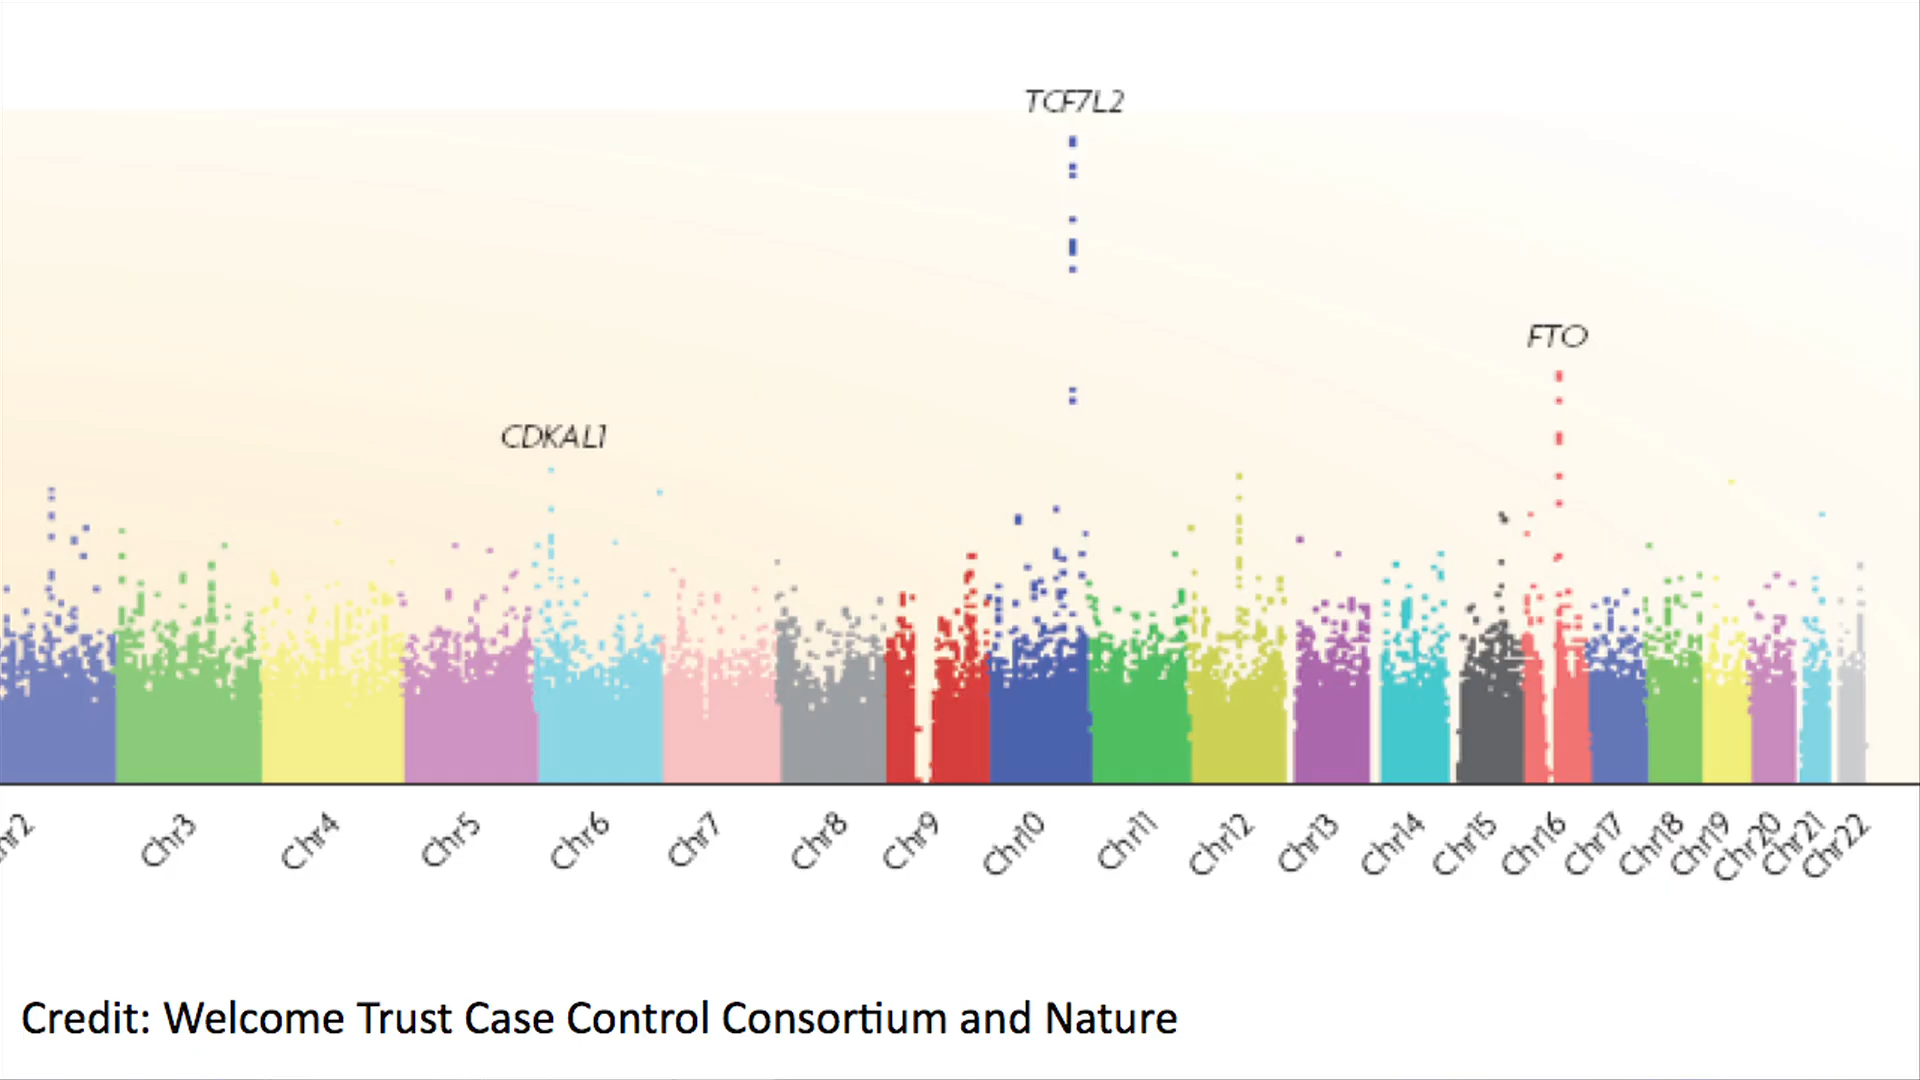 TCF7L2
FTO
CDKAL1
hr2
Chr3
Chr4
Chr5
Chr6
Chr7
Chr8
Chr9
Chr10
Chr11
Chr12
Chr13
Chr14
Chr15
Chr16
Chr17
Chr18
Chr19
Chr20
Chr21
Chr22
Credit: Welcome Trust Case Control Consortium and Nature